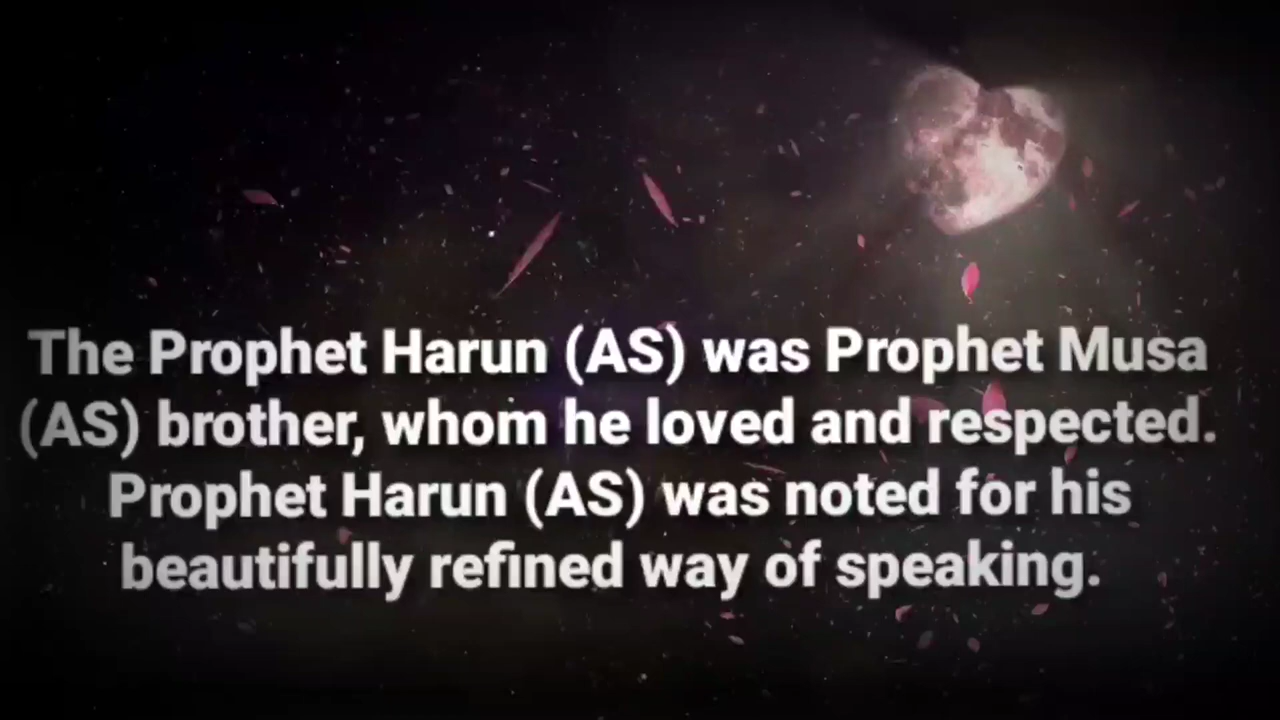 The Prophet Harun (AS) was Prophet Musa
(AS) brother, whom he loved and respected.
Prophet Harun (AS) was noted for his
beautifully refined way of speaking.